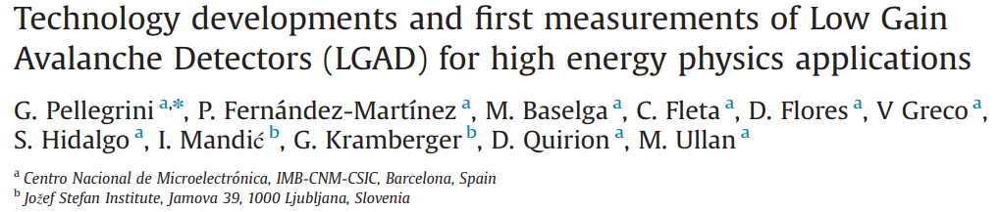 Technology developments and first measurements of Low Gain
Avalanche Detectors (LGAD) for high energy physics applications
G. Pellegrini a,*, P. Fernández-Martínez a, M. Baselga a, C. Fleta a, D. Flores a, V Greco a,
S. Hidalgo a, I. Mandić b, G. Kramberger b, D. Quirion a, M. Ullan a
a Centro Nacional de Microelectrónica, IMB-CNM-CSIC, Barcelona, Spain
b Jožef Stefan Institute, Jamova 39, 1000 Ljubljana, Slovenia